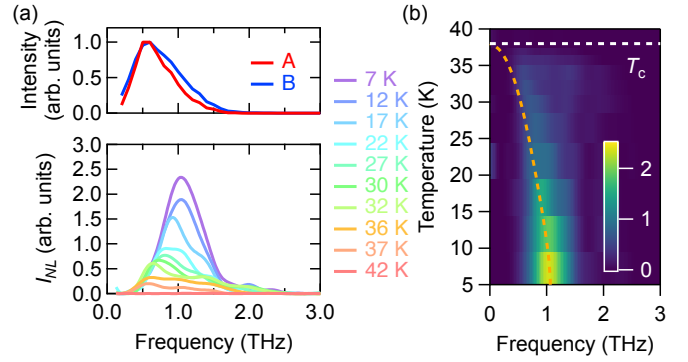 (a)
Intensity
(arb. units)
1.0
0.5
0.0
A
B
I_NL (arb. units)
3.0
2.5
2.0
1.5
1.0
0.5
0.0
0.0 1.0 2.0 3.0
Frequency (THz)
7 K
12 K
17 K
22 K
27 K
30 K
32 K
36 K
37 K
42 K
(b)
Temperature (K)
40
35
30
25
20
15
10
5
T_c
2
1
0
0 1 2 3
Frequency (THz)